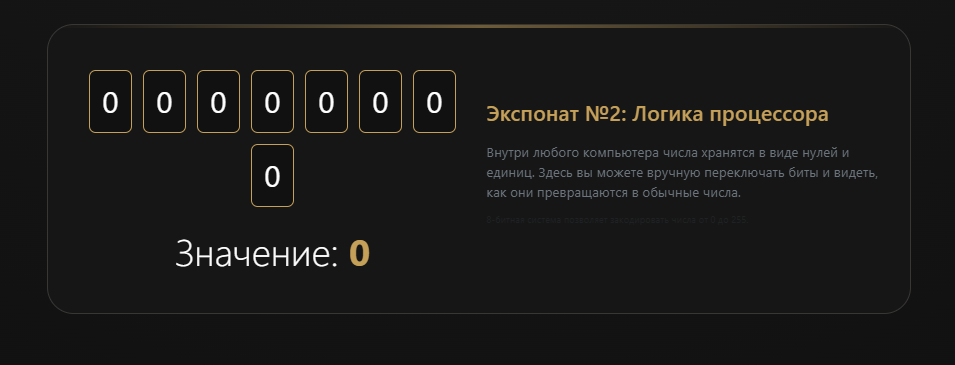 0 0 0 0 0 0 0
0
Значение: 0
Экспонат №2: Логика процессора
Внутри любого компьютера числа хранятся в виде нулей и
единиц. Здесь вы можете вручную переключать биты и видеть,
как они превращаются в обычные числа.
8-битная система позволяет закодировать числа от 0 до 255.